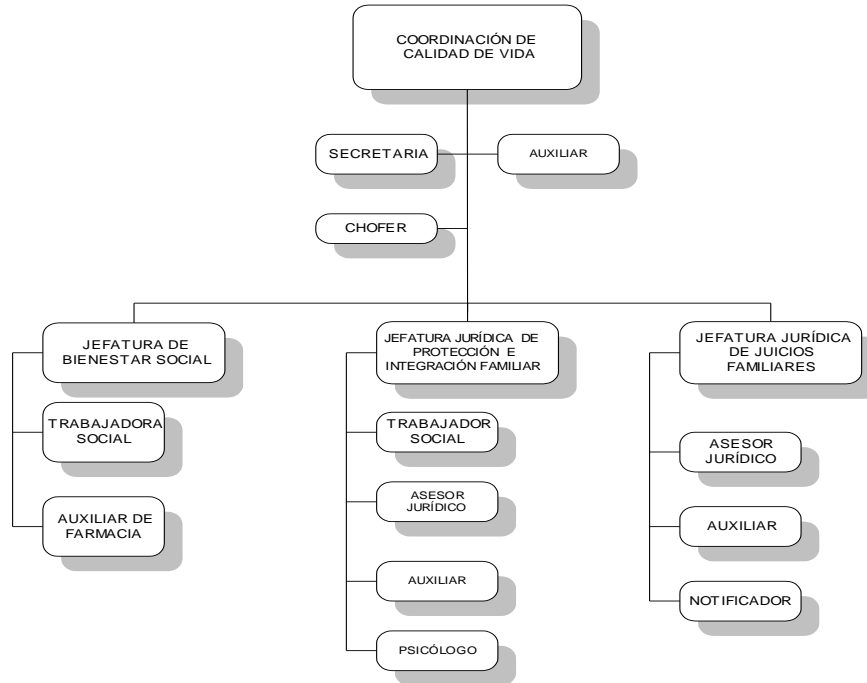 COORDINACIÓN DE
CALIDAD DE VIDA
SECRETARIA
AUXILIAR
CHOFER
JEFATURA DE
BIENESTAR SOCIAL
TRABAJADORA
SOCIAL
AUXILIAR DE
FARMACIA
JEFATURA JURÍDICA DE
PROTECCIÓN E
INTEGRACIÓN FAMILIAR
TRABAJADOR
SOCIAL
ASESOR
JURÍDICO
AUXILIAR
PSICÓLOGO
JEFATURA JURÍDICA
DE JUICIOS
FAMILIARES
ASESOR
JURÍDICO
AUXILIAR
NOTIFICADOR